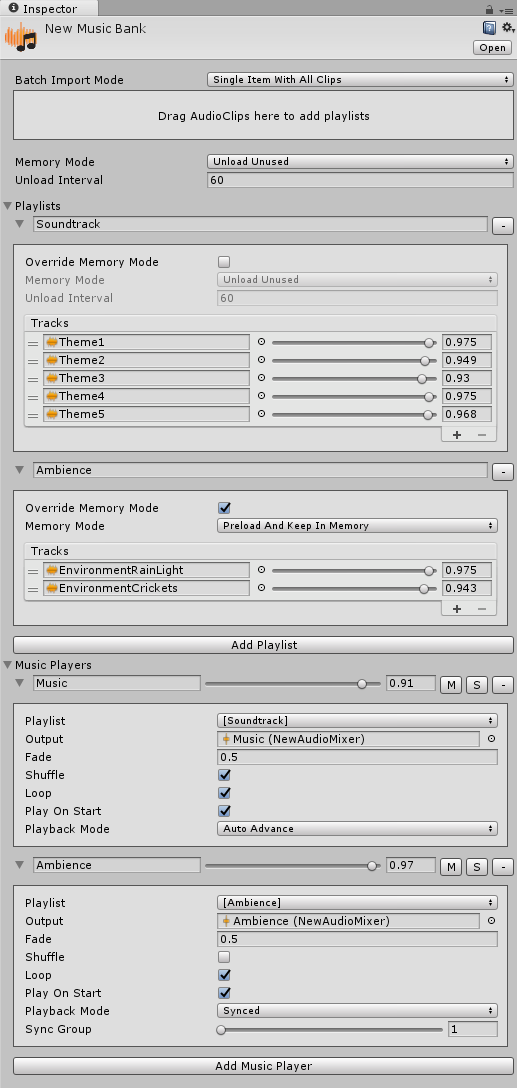 Inspector
New Music Bank
Open
Batch Import Mode Single Item With All Clips
Drag AudioClips here to add playlists
Memory Mode Unload Unused
Unload Interval 60
Playlists
Soundtrack -
Override Memory Mode
Memory Mode Unload Unused
Unload Interval 60
Tracks
Theme1 0.975
Theme2 0.949
Theme3 0.93
Theme4 0.975
Theme5 0.968
+ −
Ambience -
Override Memory Mode
Memory Mode Preload And Keep In Memory
Tracks
EnvironmentRainLight 0.975
EnvironmentCrickets 0.943
+ −
Add Playlist
Music Players
Music 0.91 M S -
Playlist [Soundtrack]
Output Music (NewAudioMixer)
Fade 0.5
Shuffle
Loop
Play On Start
Playback Mode Auto Advance
Ambience 0.97 M S -
Playlist [Ambience]
Output Ambience (NewAudioMixer)
Fade 0.5
Shuffle
Loop
Play On Start
Playback Mode Synced
Sync Group 1
Add Music Player